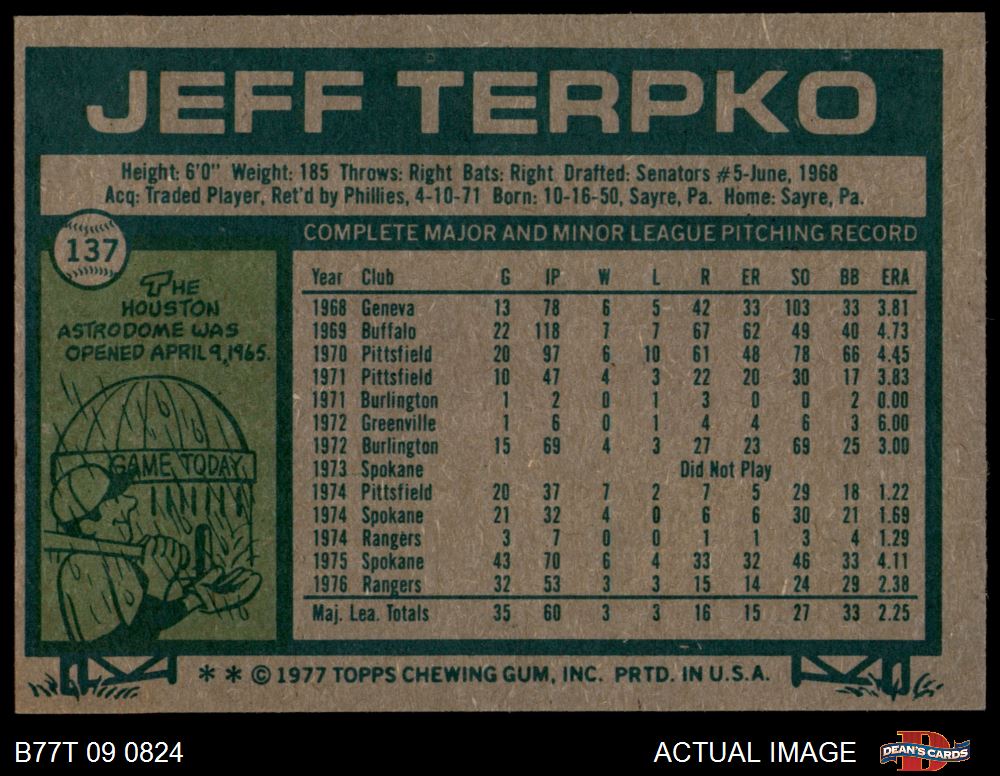 JEFF TERPKO
Height: 6'0" Weight: 185 Throws: Right Bats: Right Drafted: Senators #5-June, 1968
Acq: Traded Player, Ret'd by Phillies, 4-10-71 Born: 10-16-50, Sayre, Pa. Home: Sayre, Pa.
137
THE
HOUSTON
ASTRODOME WAS
OPENED APRIL 9, 1965.
GAME TODAY
COMPLETE MAJOR AND MINOR LEAGUE PITCHING RECORD
Year Club G IP W L R ER SO BB ERA
1968 Geneva 13 78 6 5 42 33 103 33 3.81
1969 Buffalo 22 118 7 7 67 62 49 40 4.73
1970 Pittsfield 20 97 6 10 61 48 78 66 4.45
1971 Pittsfield 10 47 4 3 22 20 30 17 3.83
1971 Burlington 1 2 0 1 3 0 0 2 0.00
1972 Greenville 1 6 0 1 4 4 6 3 6.00
1972 Burlington 15 69 4 3 27 23 69 25 3.00
1973 Spokane Did Not Play
1974 Pittsfield 20 37 7 2 7 5 29 18 1.22
1974 Spokane 21 32 4 0 6 6 30 21 1.69
1974 Rangers 3 7 0 0 1 1 3 4 1.29
1975 Spokane 43 70 6 4 33 32 46 33 4.11
1976 Rangers 32 53 3 3 15 14 24 29 2.38
Maj. Lea. Totals 35 60 3 3 16 15 27 33 2.25
* * © 1977 TOPPS CHEWING GUM, INC. PRTD. IN U.S.A.
B77T 09 0824
ACTUAL IMAGE
DEAN'S CARDS